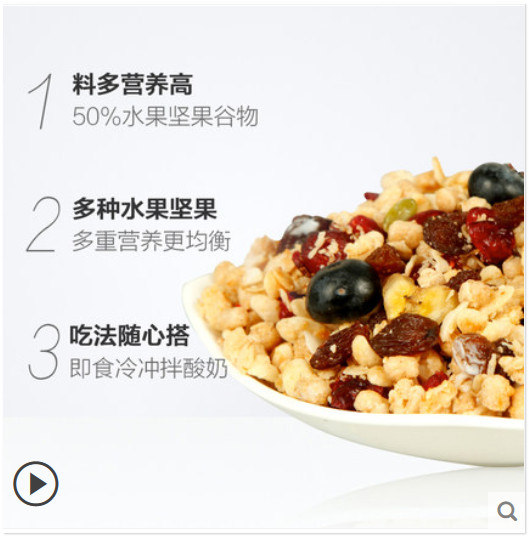 1 料多营养高
50%水果坚果谷物
2 多种水果坚果
多重营养更均衡
3 吃法随心搭
即食冷冲拌酸奶